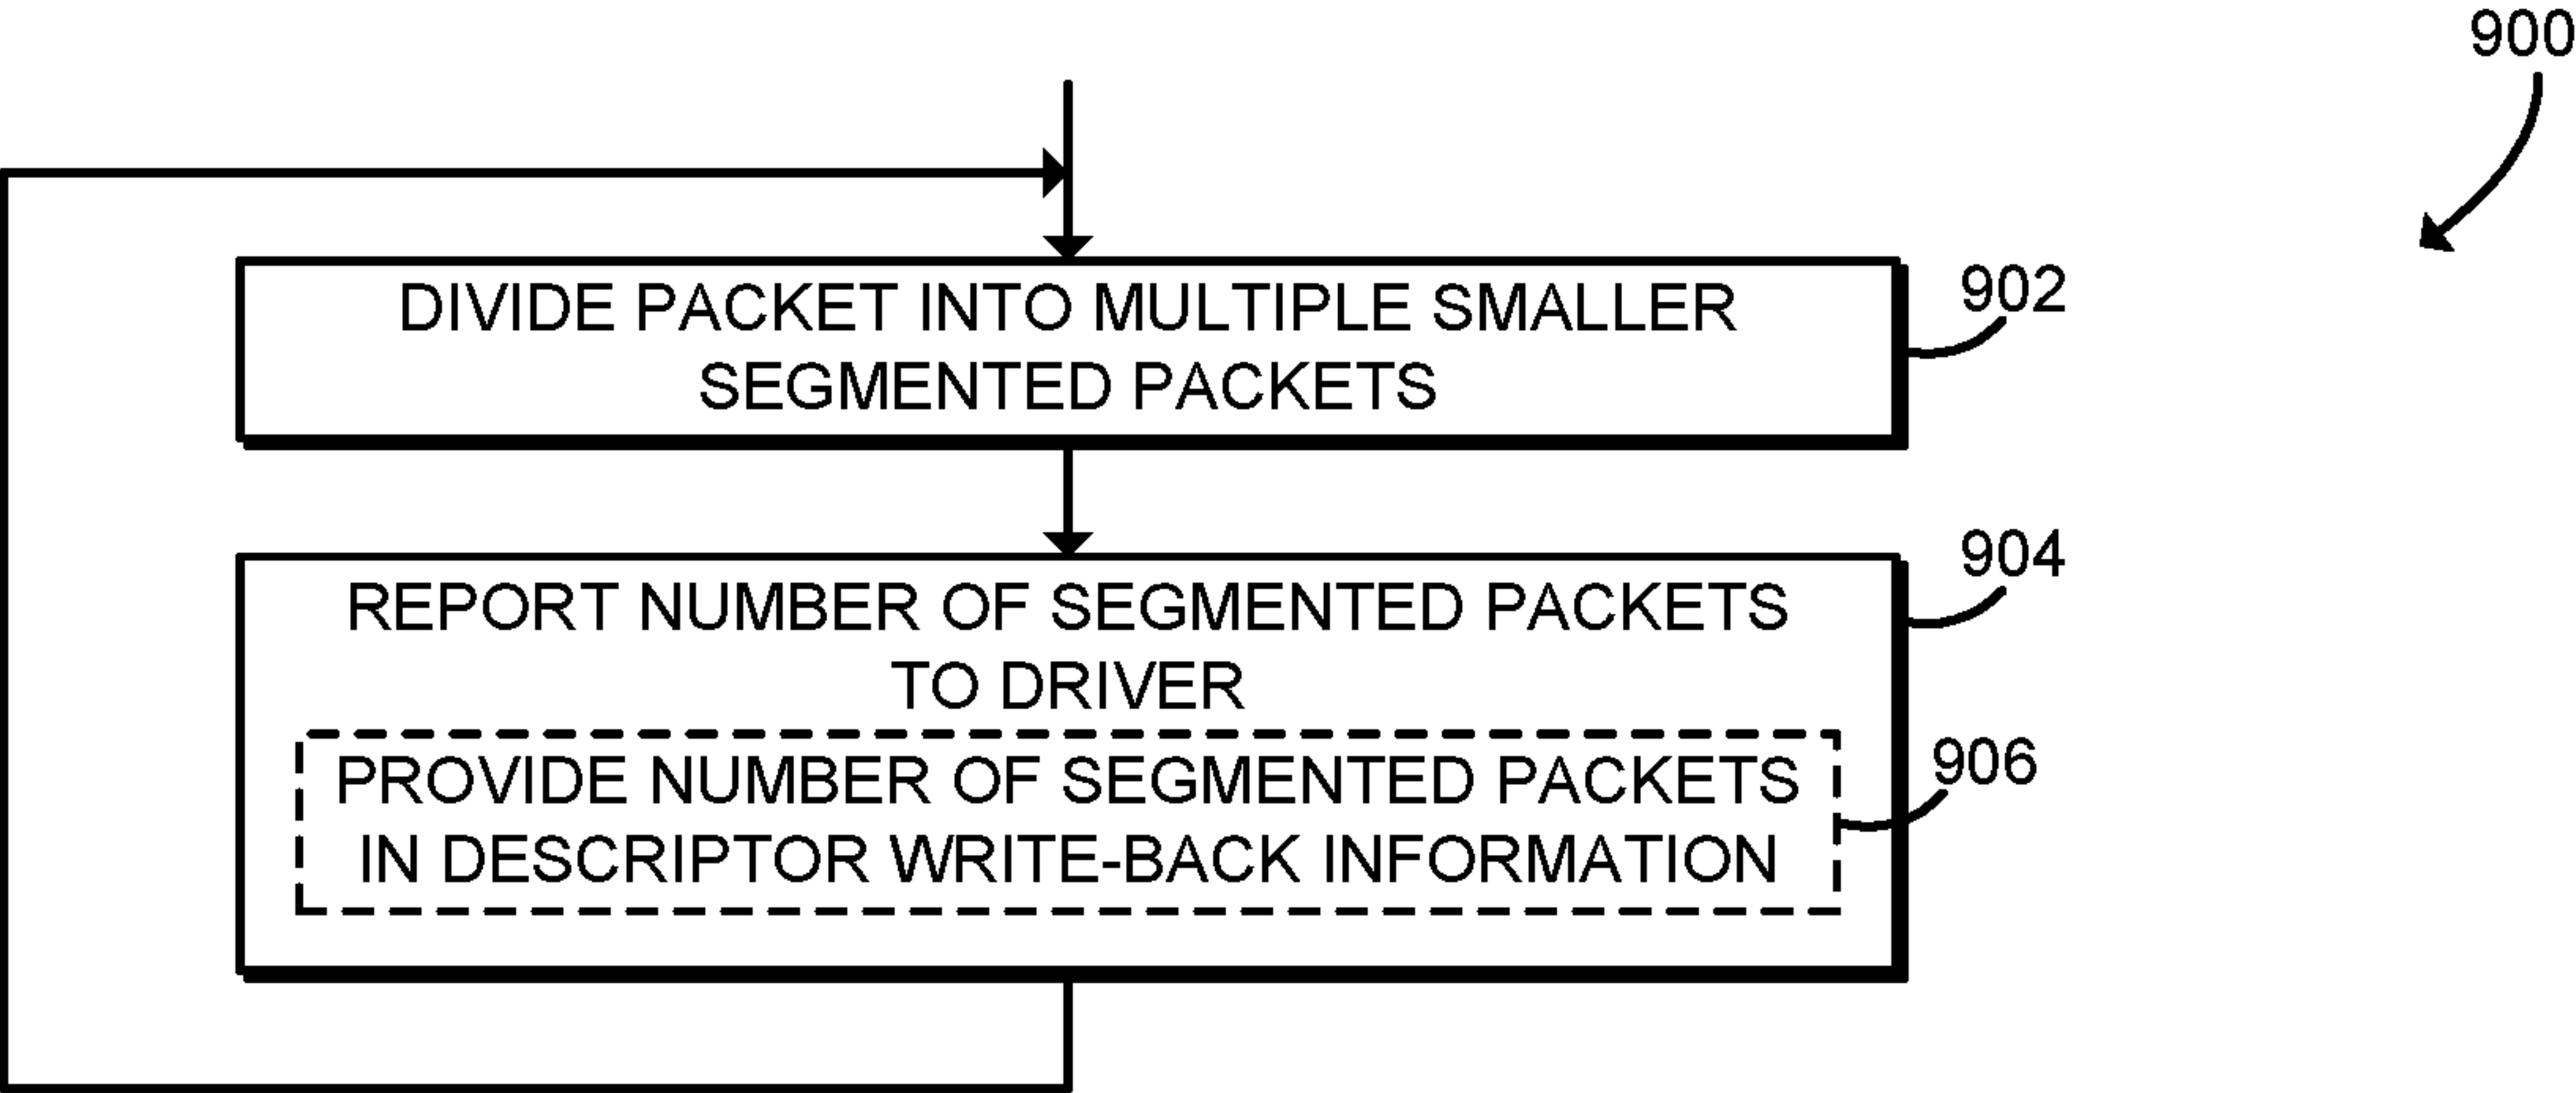 900
DIVIDE PACKET INTO MULTIPLE SMALLER
SEGMENTED PACKETS
902
REPORT NUMBER OF SEGMENTED PACKETS
TO DRIVER
904
PROVIDE NUMBER OF SEGMENTED PACKETS
IN DESCRIPTOR WRITE-BACK INFORMATION
906